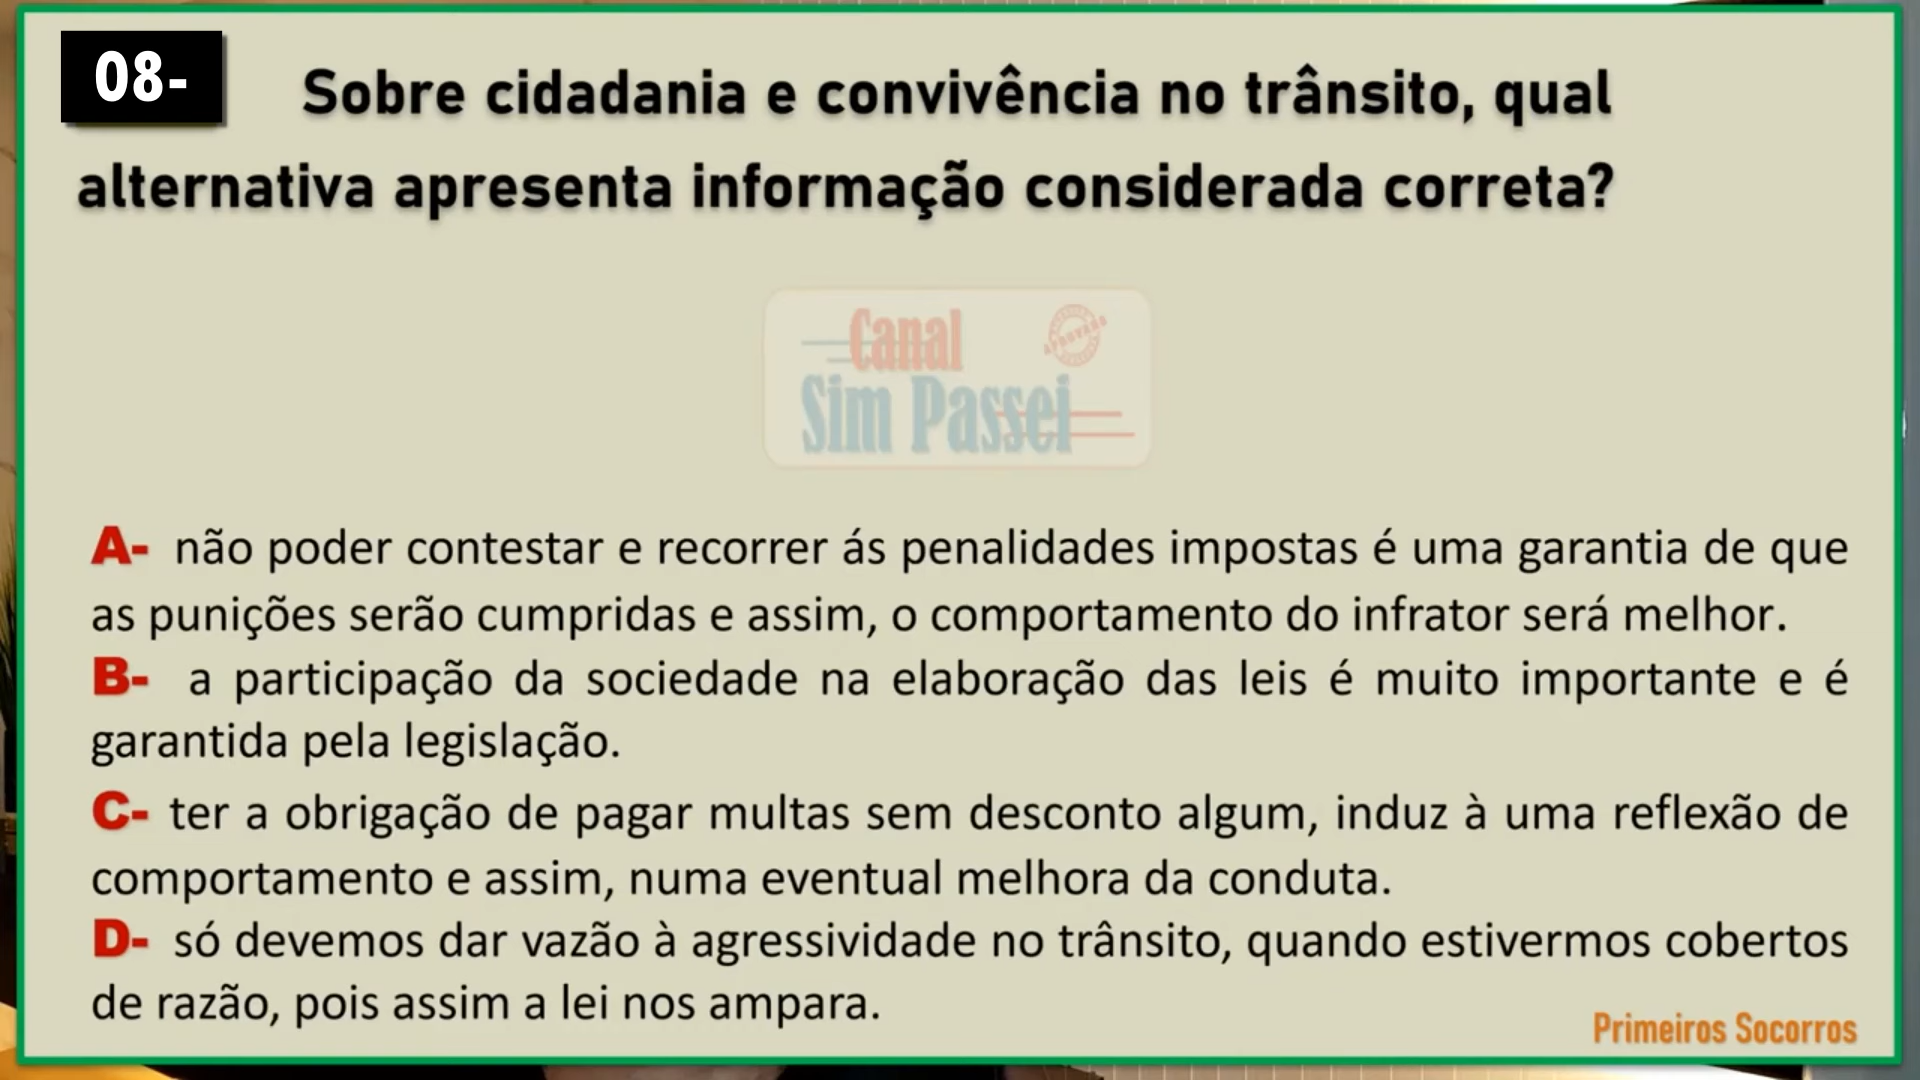 08-
Sobre cidadania e convivência no trânsito, qual
alternativa apresenta informação considerada correta?
Canal
APROVADO
Sim Passei
A- não poder contestar e recorrer ás penalidades impostas é uma garantia de que
as punições serão cumpridas e assim, o comportamento do infrator será melhor.
B- a participação da sociedade na elaboração das leis é muito importante e é
garantida pela legislação.
C- ter a obrigação de pagar multas sem desconto algum, induz à uma reflexão de
comportamento e assim, numa eventual melhora da conduta.
D- só devemos dar vazão à agressividade no trânsito, quando estivermos cobertos
de razão, pois assim a lei nos ampara.
Primeiros Socorros